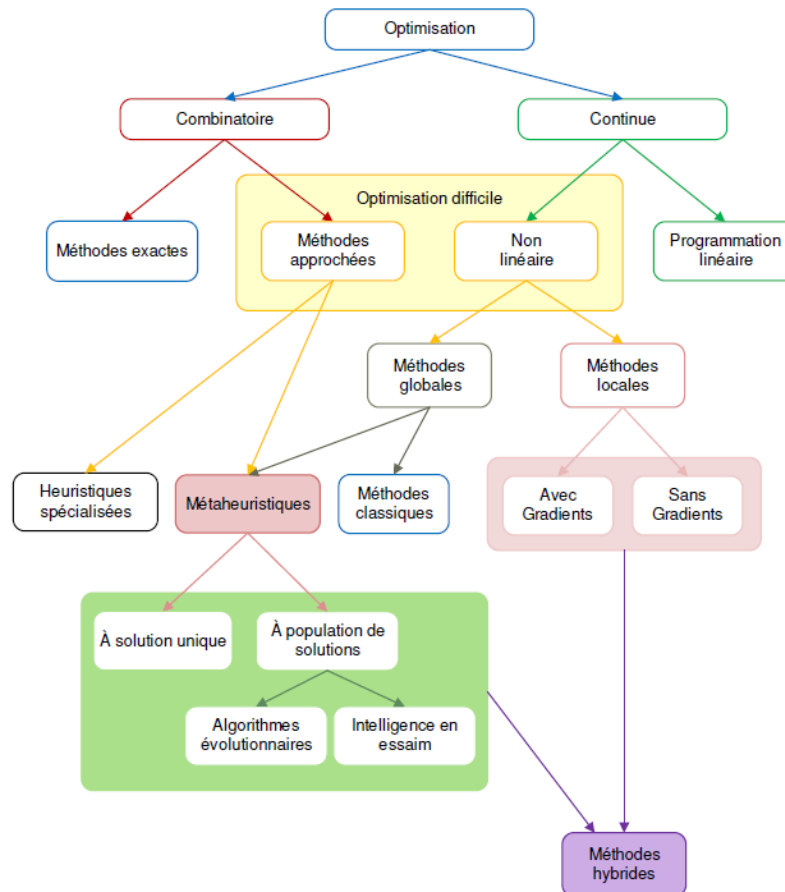 Optimisation
Combinatoire
Continue
Optimisation difficile
Méthodes exactes
Méthodes
approchées
Non
linéaire
Programmation
linéaire
Méthodes
globales
Méthodes
locales
Heuristiques
spécialisées
Métaheuristiques
Méthodes
classiques
Avec
Gradients
Sans
Gradients
À solution unique
À population de
solutions
Algorithmes
évolutionnaires
Intelligence en
essaim
Méthodes
hybrides